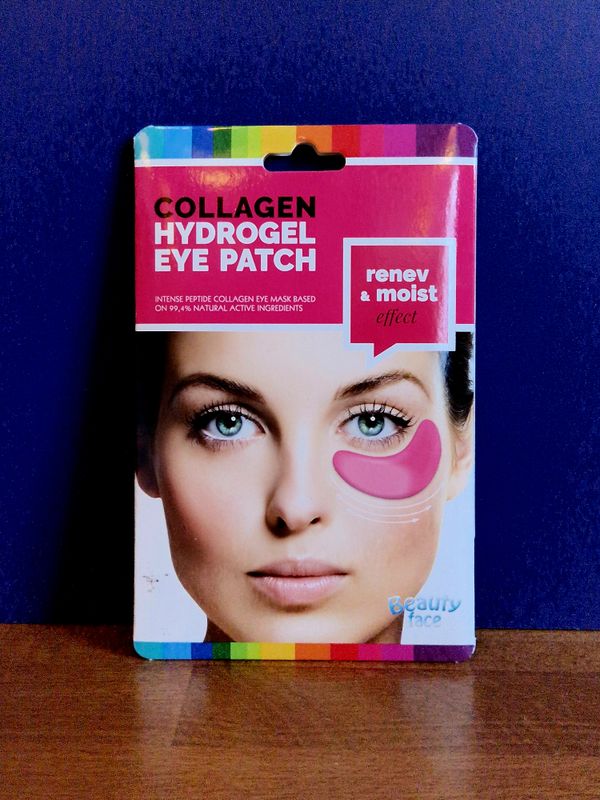 COLLAGEN
HYDROGEL
EYE PATCH
INTENSE PEPTIDE COLLAGEN EYE MASK BASED
ON 99,4% NATURAL ACTIVE INGREDIENTS
renev
& moist
effect
Beauty
face